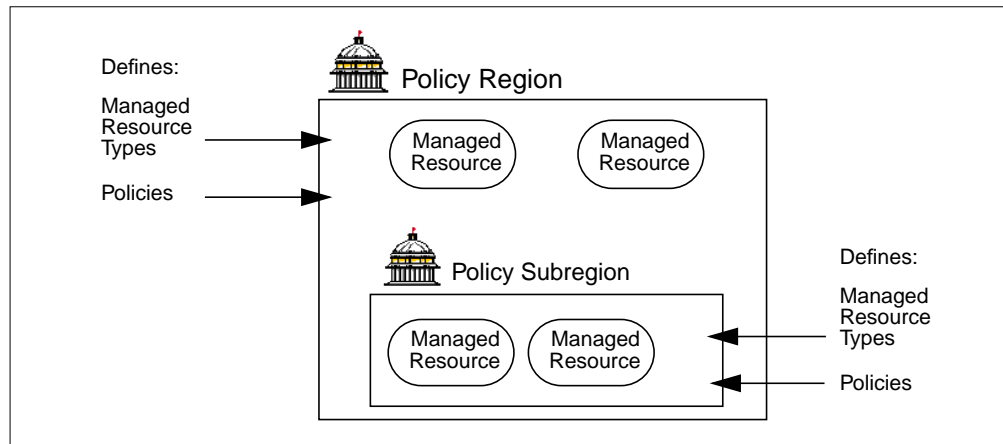 Defines:
Managed
Resource
Types
Policies
Policy Region
Managed
Resource
Managed
Resource
Policy Subregion
Managed
Resource
Managed
Resource
Defines:
Managed
Resource
Types
Policies